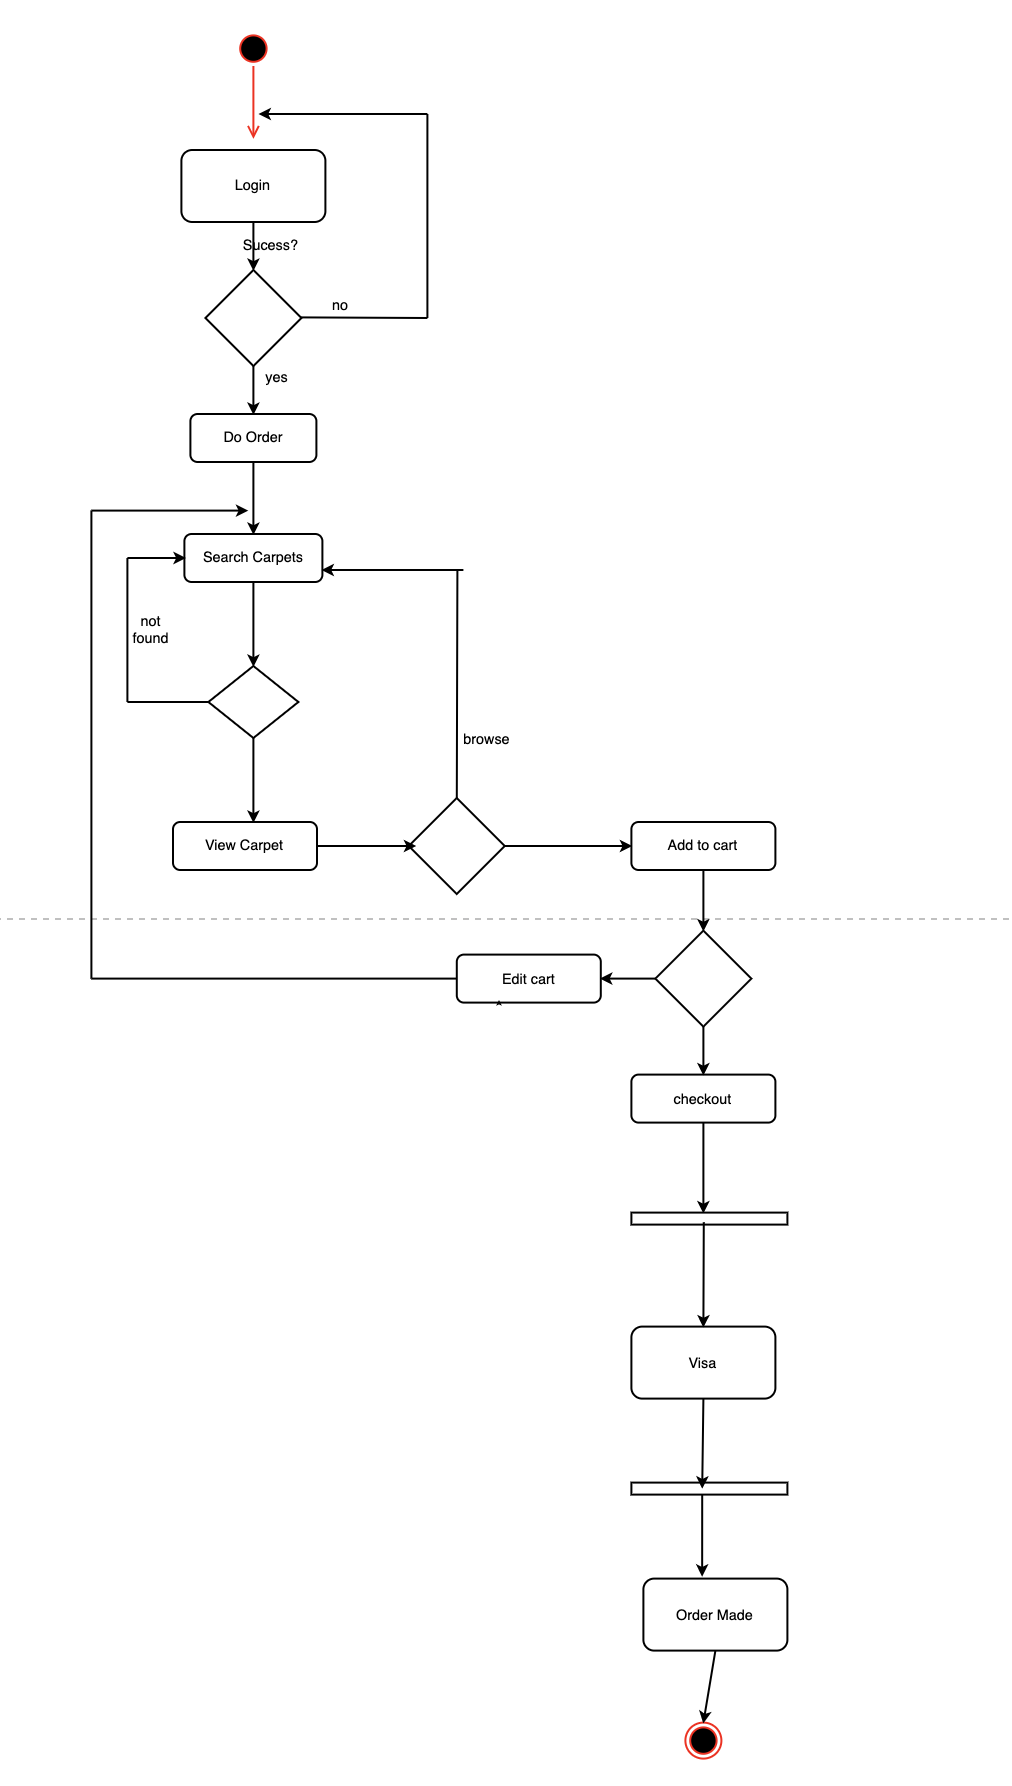 Login
Sucess?
no
yes
Do Order
Search Carpets
not
found
browse
View Carpet
Add to cart
Edit cart
checkout
Visa
Order Made